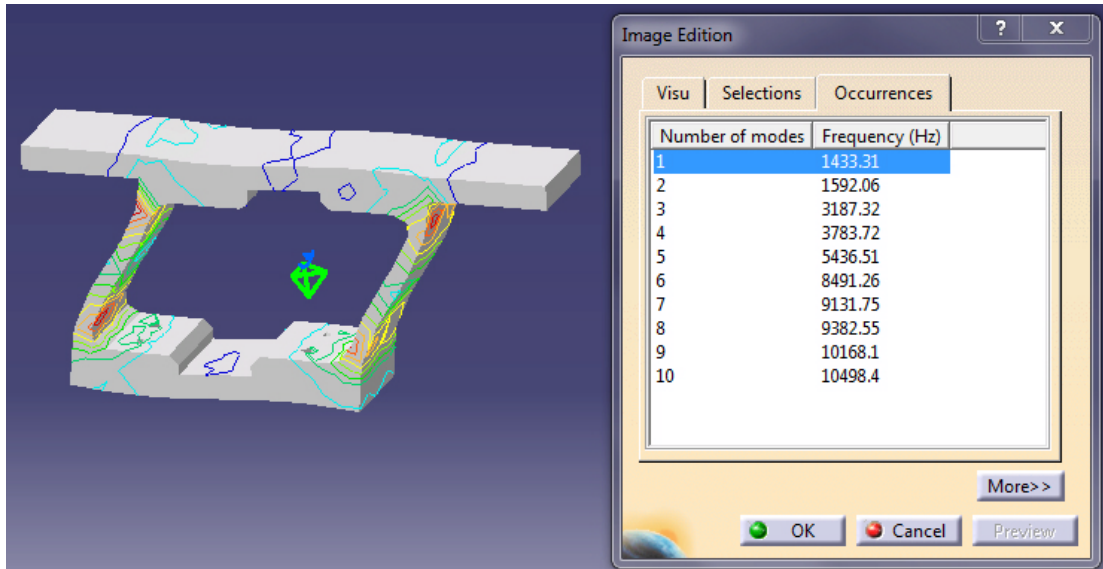 Image Edition
? X
Visu Selections Occurrences
Number of modes Frequency (Hz)
1 1433.31
2 1592.06
3 3187.32
4 3783.72
5 5436.51
6 8491.26
7 9131.75
8 9382.55
9 10168.1
10 10498.4
More>>
OK Cancel Preview